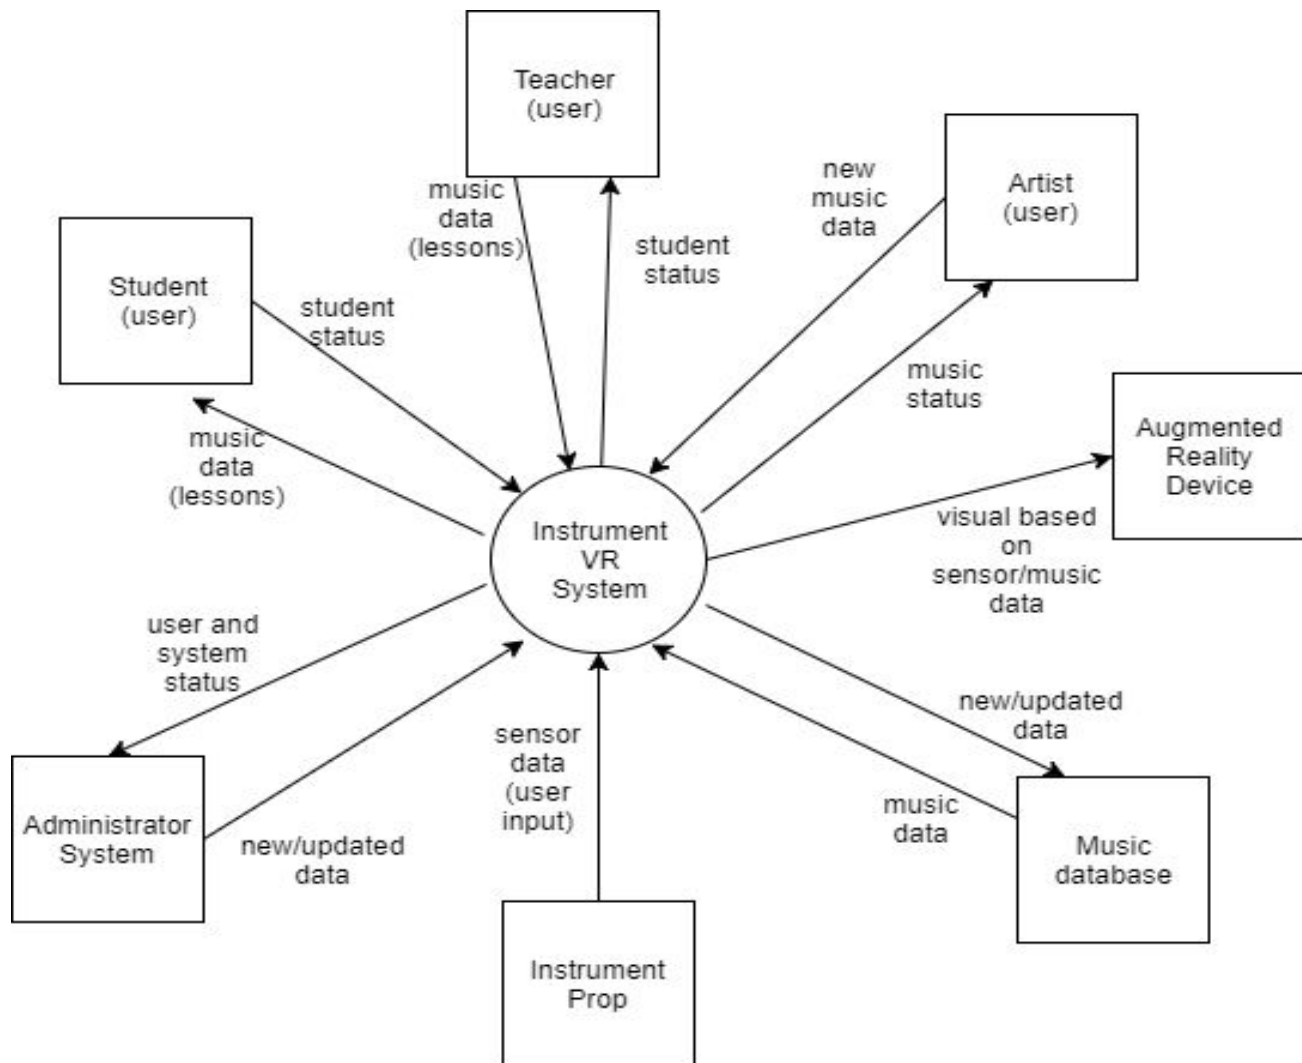 Teacher
(user)
new
music
data
Artist
(user)
music
data
(lessons)
student
status
Student
(user)
student
status
music
status
Augmented
Reality
Device
music
data
(lessons)
Instrument
VR
System
visual based
on
sensor/music
data
user and
system
status
new/updated
data
sensor
data
(user
input)
music
data
Administrator
System
new/updated
data
Music
database
Instrument
Prop